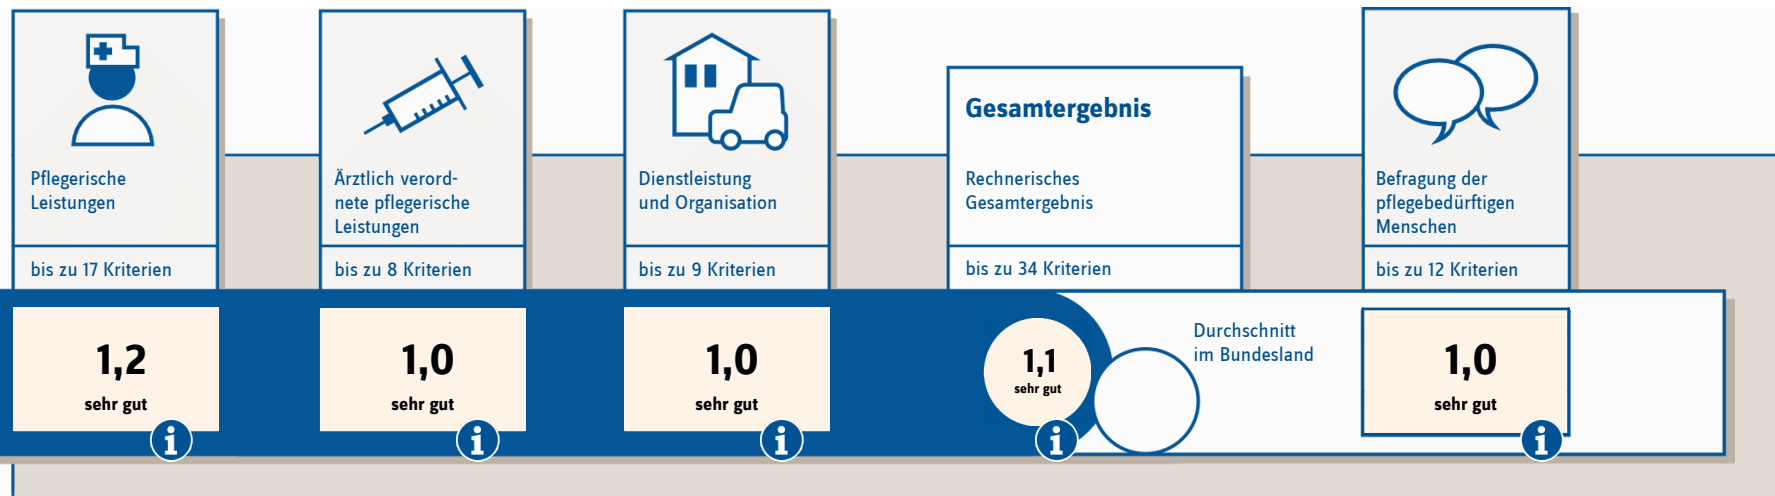 Pflegerische
Leistungen
bis zu 17 Kriterien
1,2
sehr gut
i
Ärztlich verord-
nete pflegerische
Leistungen
bis zu 8 Kriterien
1,0
sehr gut
i
Dienstleistung
und Organisation
bis zu 9 Kriterien
1,0
sehr gut
i
Gesamtergebnis
Rechnerisches
Gesamtergebnis
bis zu 34 Kriterien
1,1
sehr gut
i
Durchschnitt
im Bundesland
Befragung der
pflegebedürftigen
Menschen
bis zu 12 Kriterien
1,0
sehr gut
i